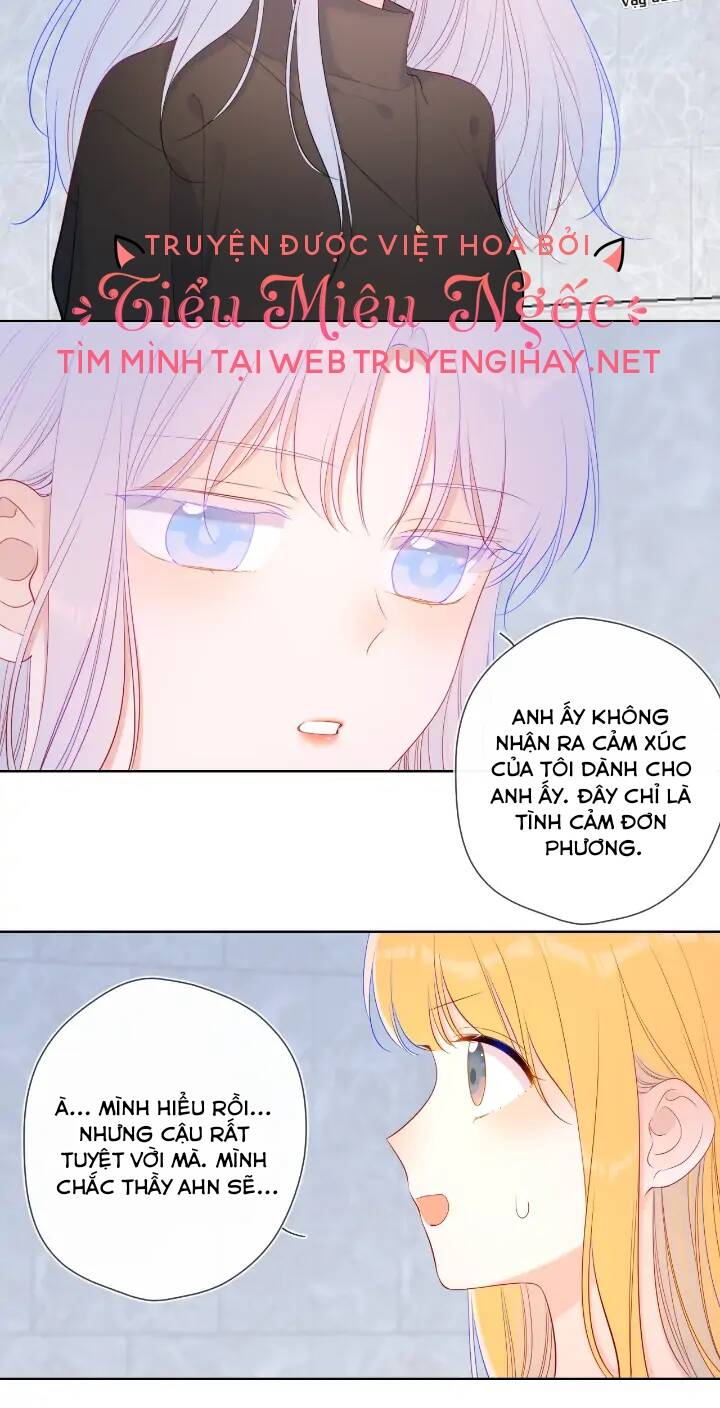 TRUYỆN ĐƯỢC VIỆT HOÁ BỞI
TIỂU MIÊU NGỐC
TÌM MÌNH TẠI WEB TRUYENGIHAY.NET
ANH ẤY KHÔNG
NHẬN RA CẢM XÚC
CỦA TÔI DÀNH CHO
ANH ẤY. ĐÂY CHỈ LÀ
TÌNH CẢM ĐƠN
PHƯƠNG.
À... MÌNH HIỂU RỒI...
NHƯNG CẬU RẤT
TUYỆT VỜI MÀ. MÌNH
CHẮC THẦY AHN SẼ...